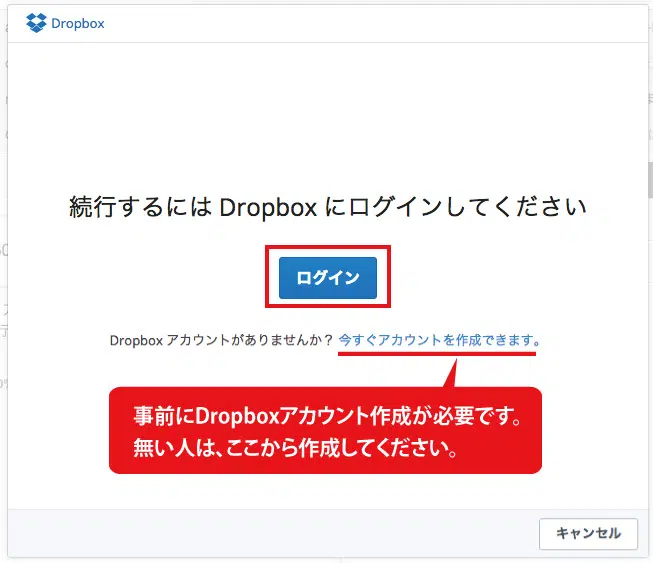 Dropbox
続行するには Dropbox にログインしてください
ログイン
Dropbox アカウントがありませんか？ 今すぐアカウントを作成できます。
事前にDropboxアカウント作成が必要です。
無い人は、ここから作成してください。
キャンセル